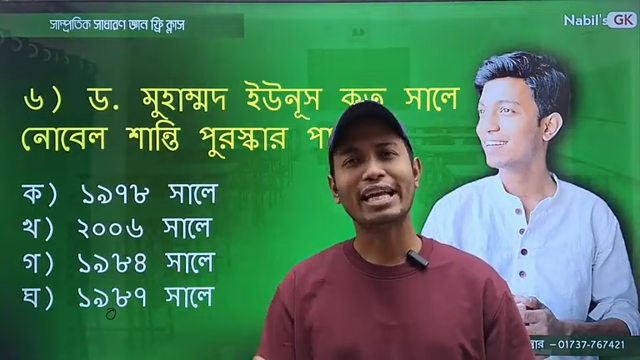 সাম্প্রতিক সাধারণ জ্ঞান ফ্রি ক্লাস
Nabil's GK
৬) ড. মুহাম্মদ ইউনূস কত সালে
নোবেল শান্তি পুরস্কার
ক) ১৯৭৮ সালে
খ) ২০০৬ সালে
গ) ১৯৮৪ সালে
ঘ) ১৯৮৭ সালে
–01737-767421